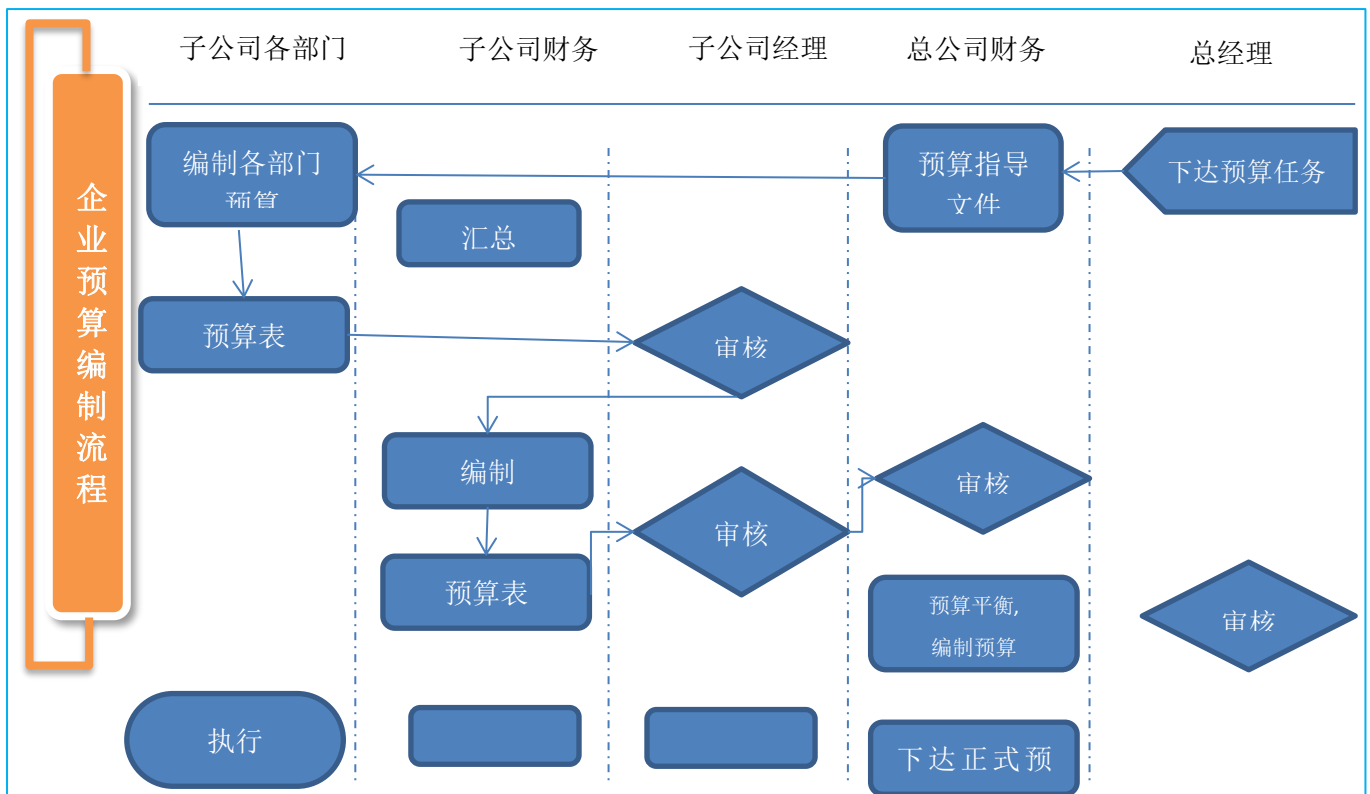 企业预算编制流程
子公司各部门
子公司财务
子公司经理
总公司财务
总经理
编制各部门
预算
预算指导
文件
下达预算任务
汇总
预算表
审核
编制
审核
审核
预算表
预算平衡,
编制预算
审核
执行
下达正式预